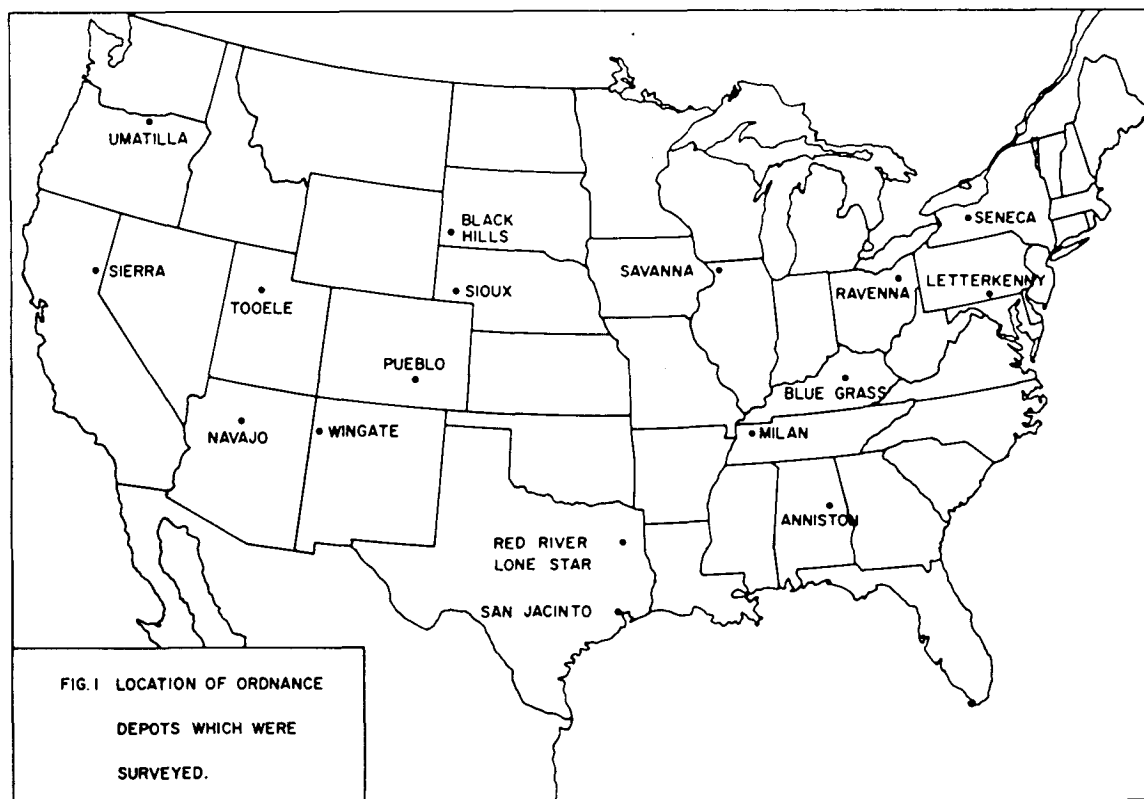 UMATILLA
BLACK
HILLS
SENECA
SIERRA
SAVANNA
TOOELE
SIOUX
RAVENNA
LETTERKENNY
PUEBLO
BLUE GRASS
NAVAJO
WINGATE
MILAN
ANNISTON
RED RIVER
LONE STAR
SAN JACINTO
FIG. 1 LOCATION OF ORDNANCE
DEPOTS WHICH WERE
SURVEYED.